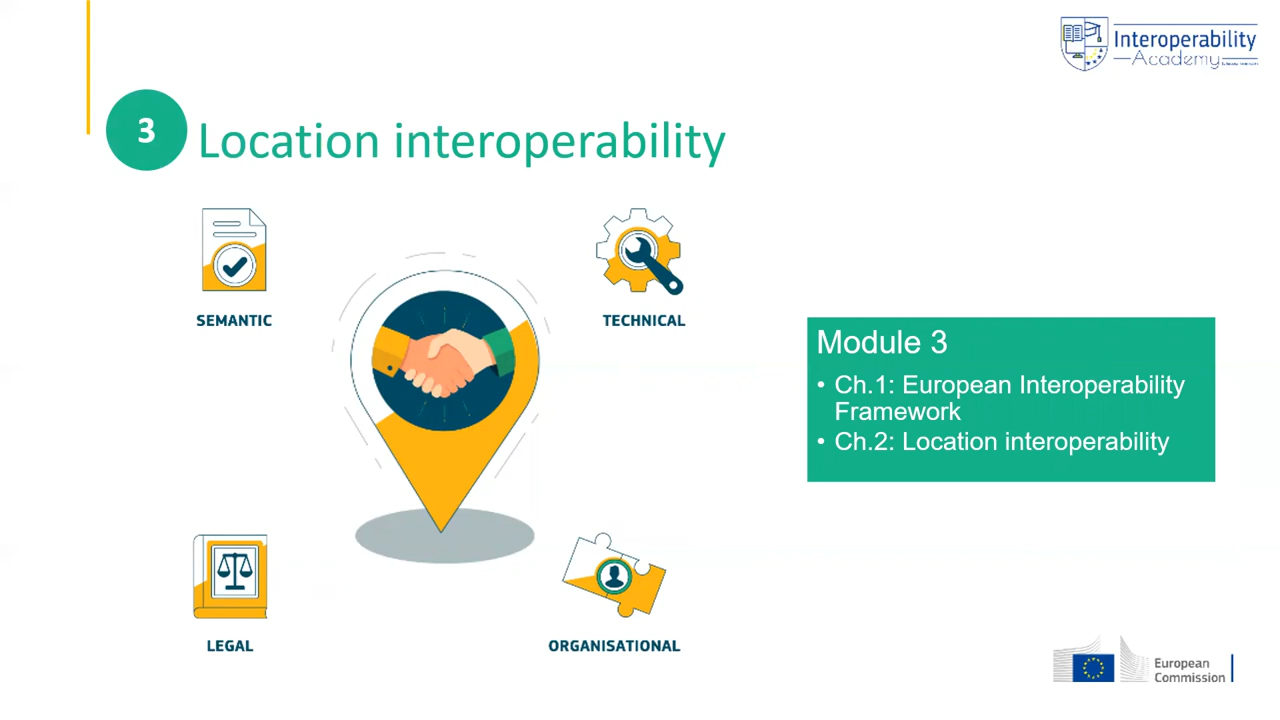 Interoperability
Academy
3
Location interoperability
SEMANTIC
TECHNICAL
Module 3
• Ch.1: European Interoperability
Framework
• Ch.2: Location interoperability
LEGAL
ORGANISATIONAL
European
Commission